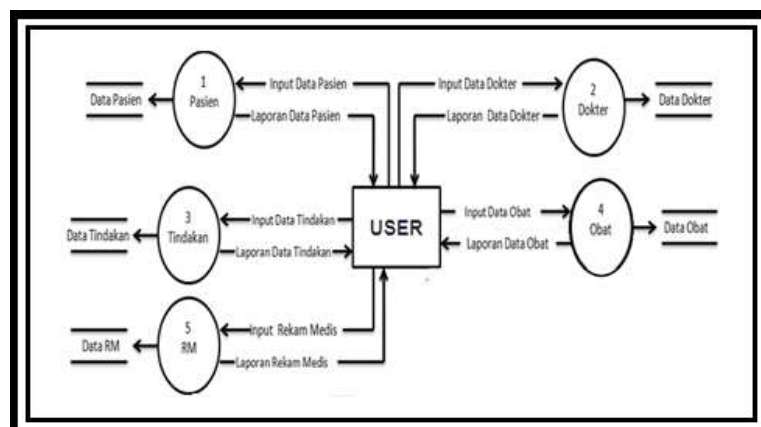 1
Pasien
Data Pasien
Input Data Pasien
Laporan Data Pasien
Input Data Dokter
Laporan Data Dokter
2
Dokter
Data Dokter
3
Tindakan
Data Tindakan
Input Data Tindakan
Laporan Data Tindakan
USER
Input Data Obat
Laporan Data Obat
4
Obat
Data Obat
5
RM
Data RM
Input Rekam Medis
Laporan Rekam Medis